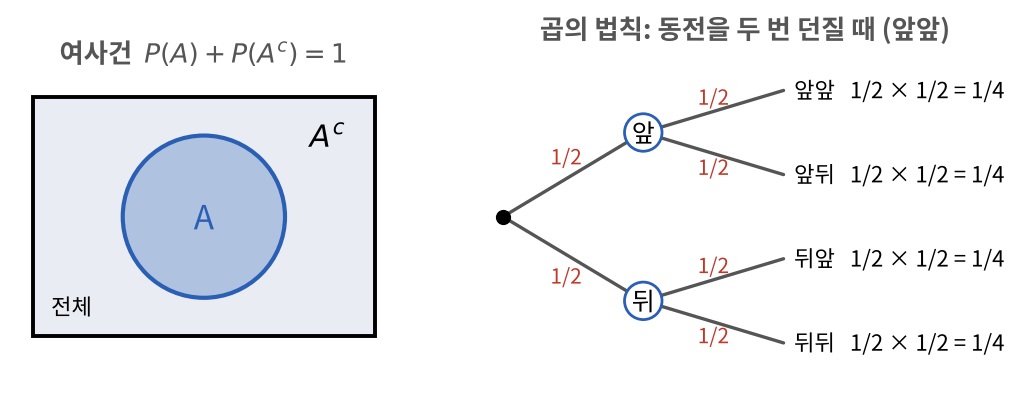 여사건 P(A) + P(Aᶜ) = 1
Aᶜ
A
전체
곱의 법칙: 동전을 두 번 던질 때 (앞앞)
1/2
앞앞 1/2 × 1/2 = 1/4
앞
1/2
1/2
앞뒤 1/2 × 1/2 = 1/4
1/2
1/2
뒤앞 1/2 × 1/2 = 1/4
뒤
1/2
뒤뒤 1/2 × 1/2 = 1/4